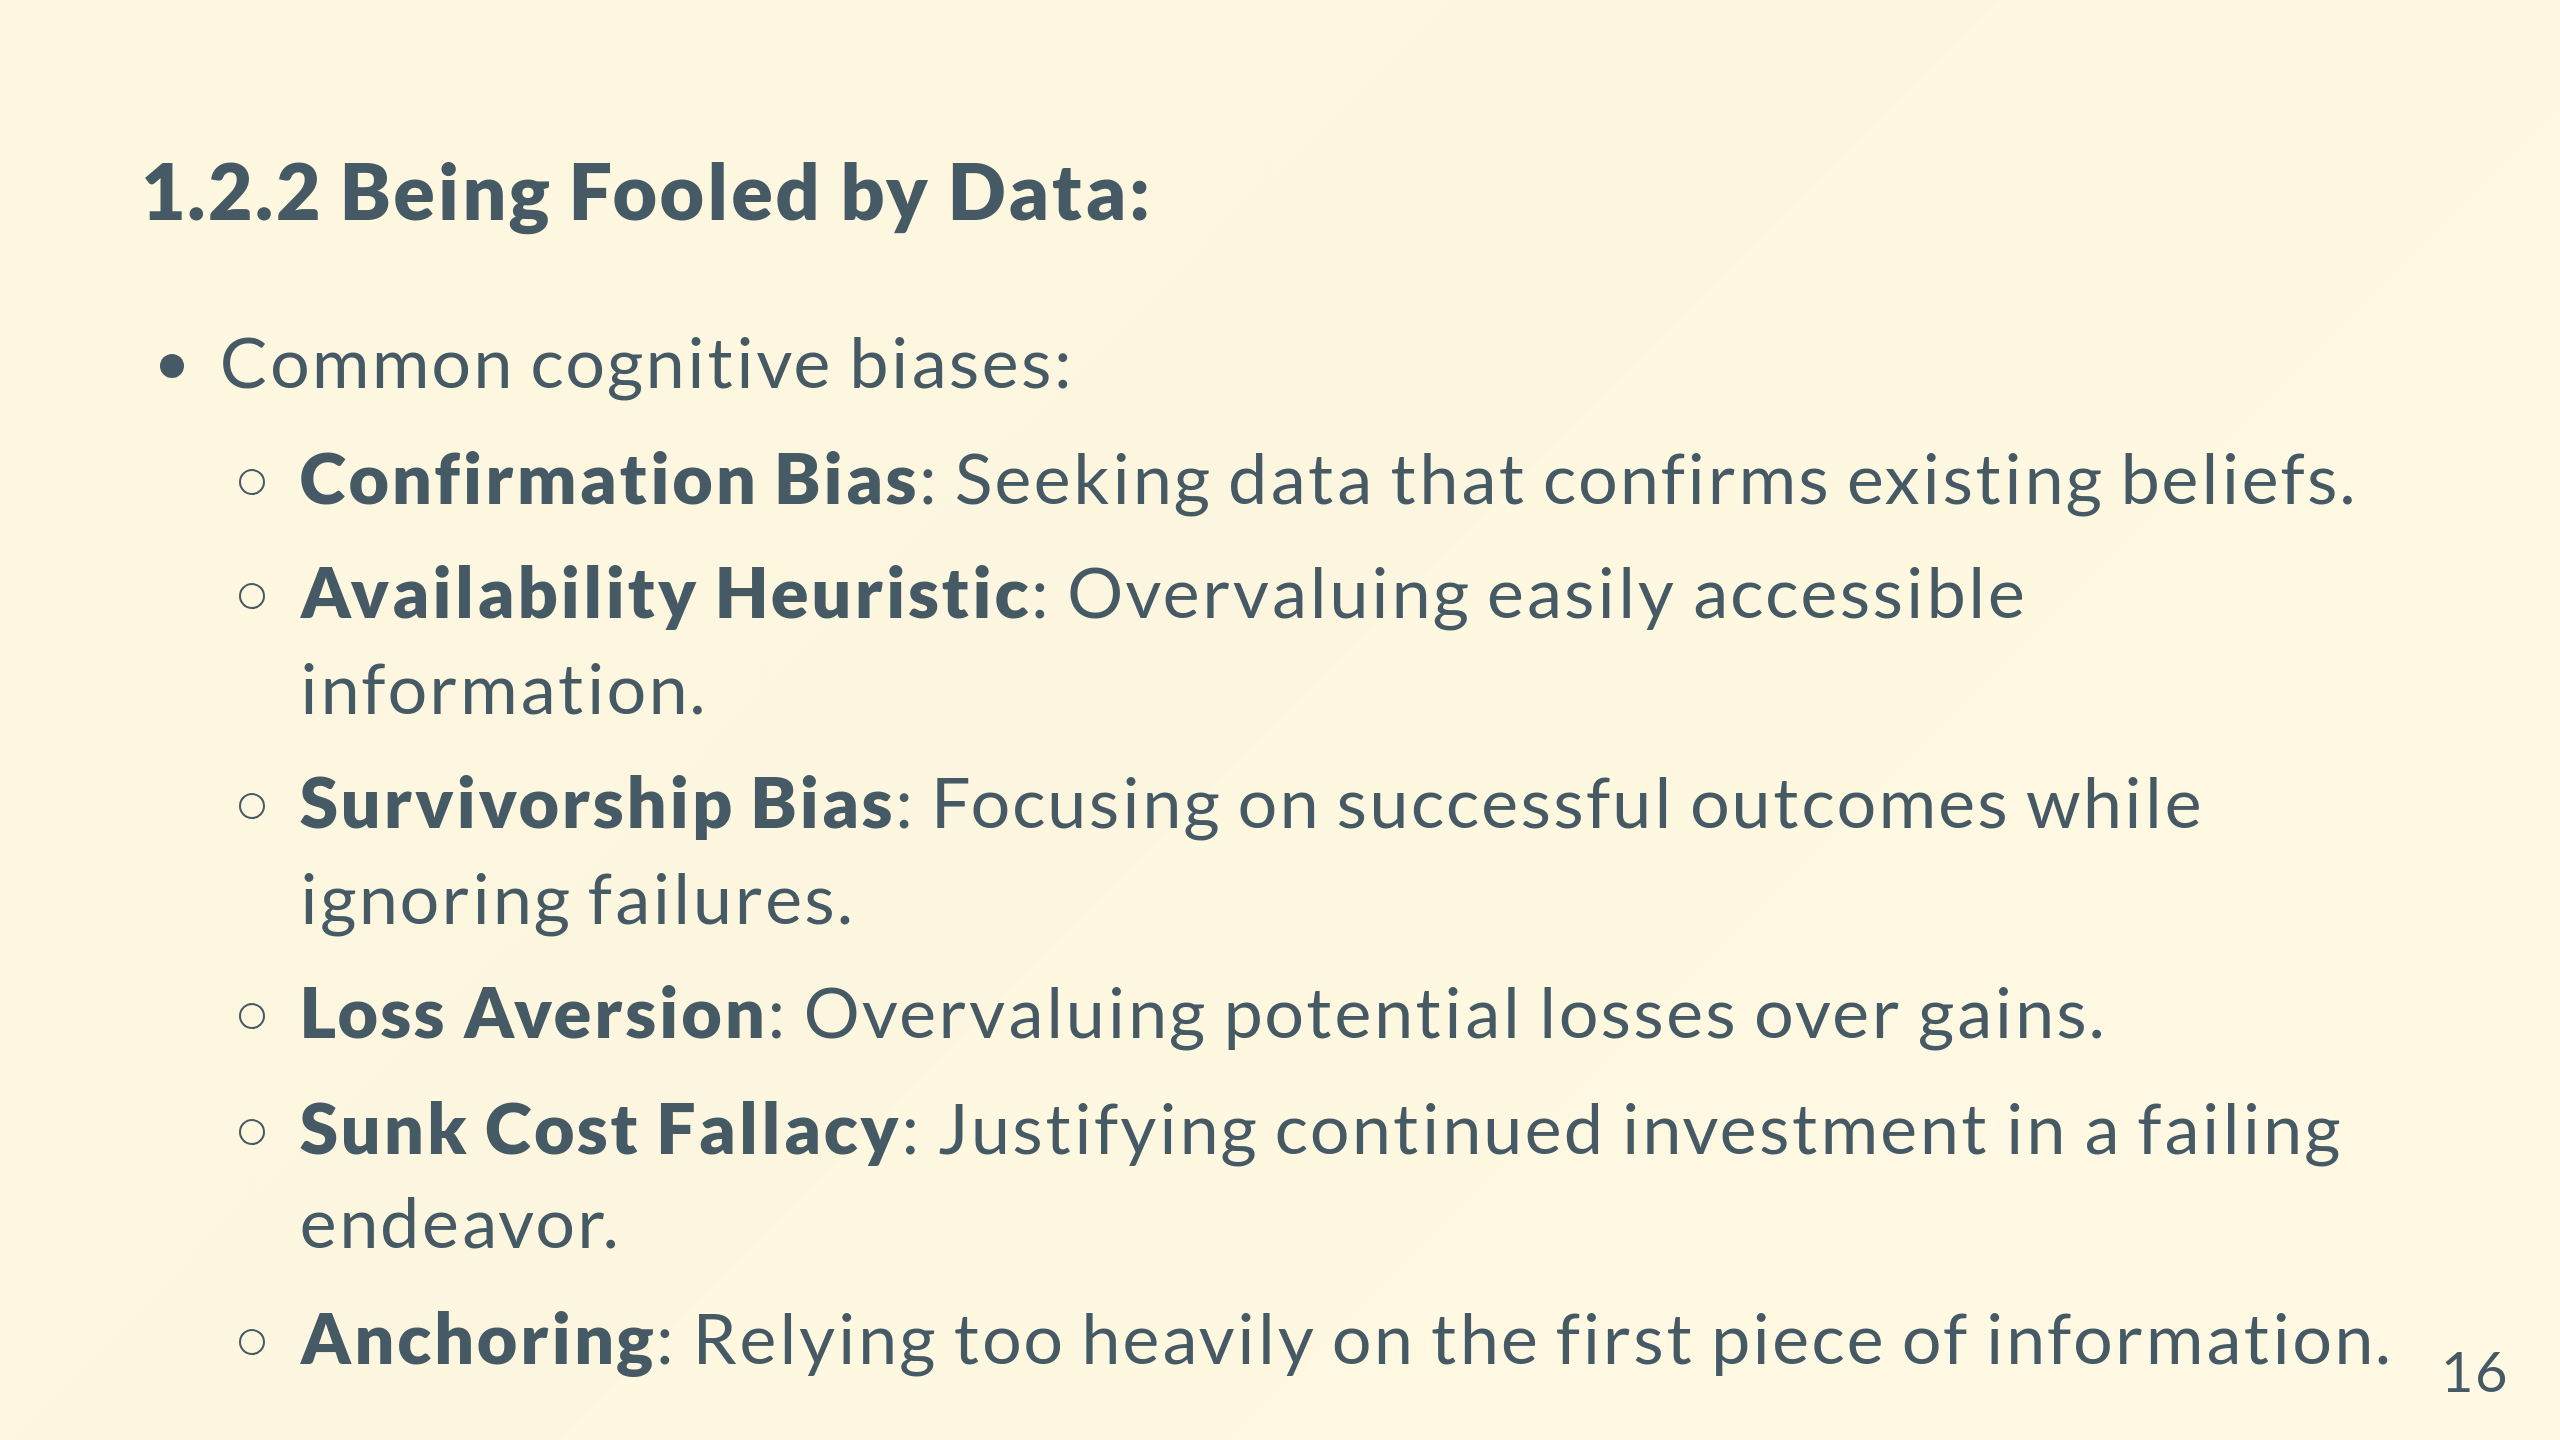 1.2.2 Being Fooled by Data:
• Common cognitive biases:
○ Confirmation Bias: Seeking data that confirms existing beliefs.
○ Availability Heuristic: Overvaluing easily accessible
information.
○ Survivorship Bias: Focusing on successful outcomes while
ignoring failures.
○ Loss Aversion: Overvaluing potential losses over gains.
○ Sunk Cost Fallacy: Justifying continued investment in a failing
endeavor.
○ Anchoring: Relying too heavily on the first piece of information.
16